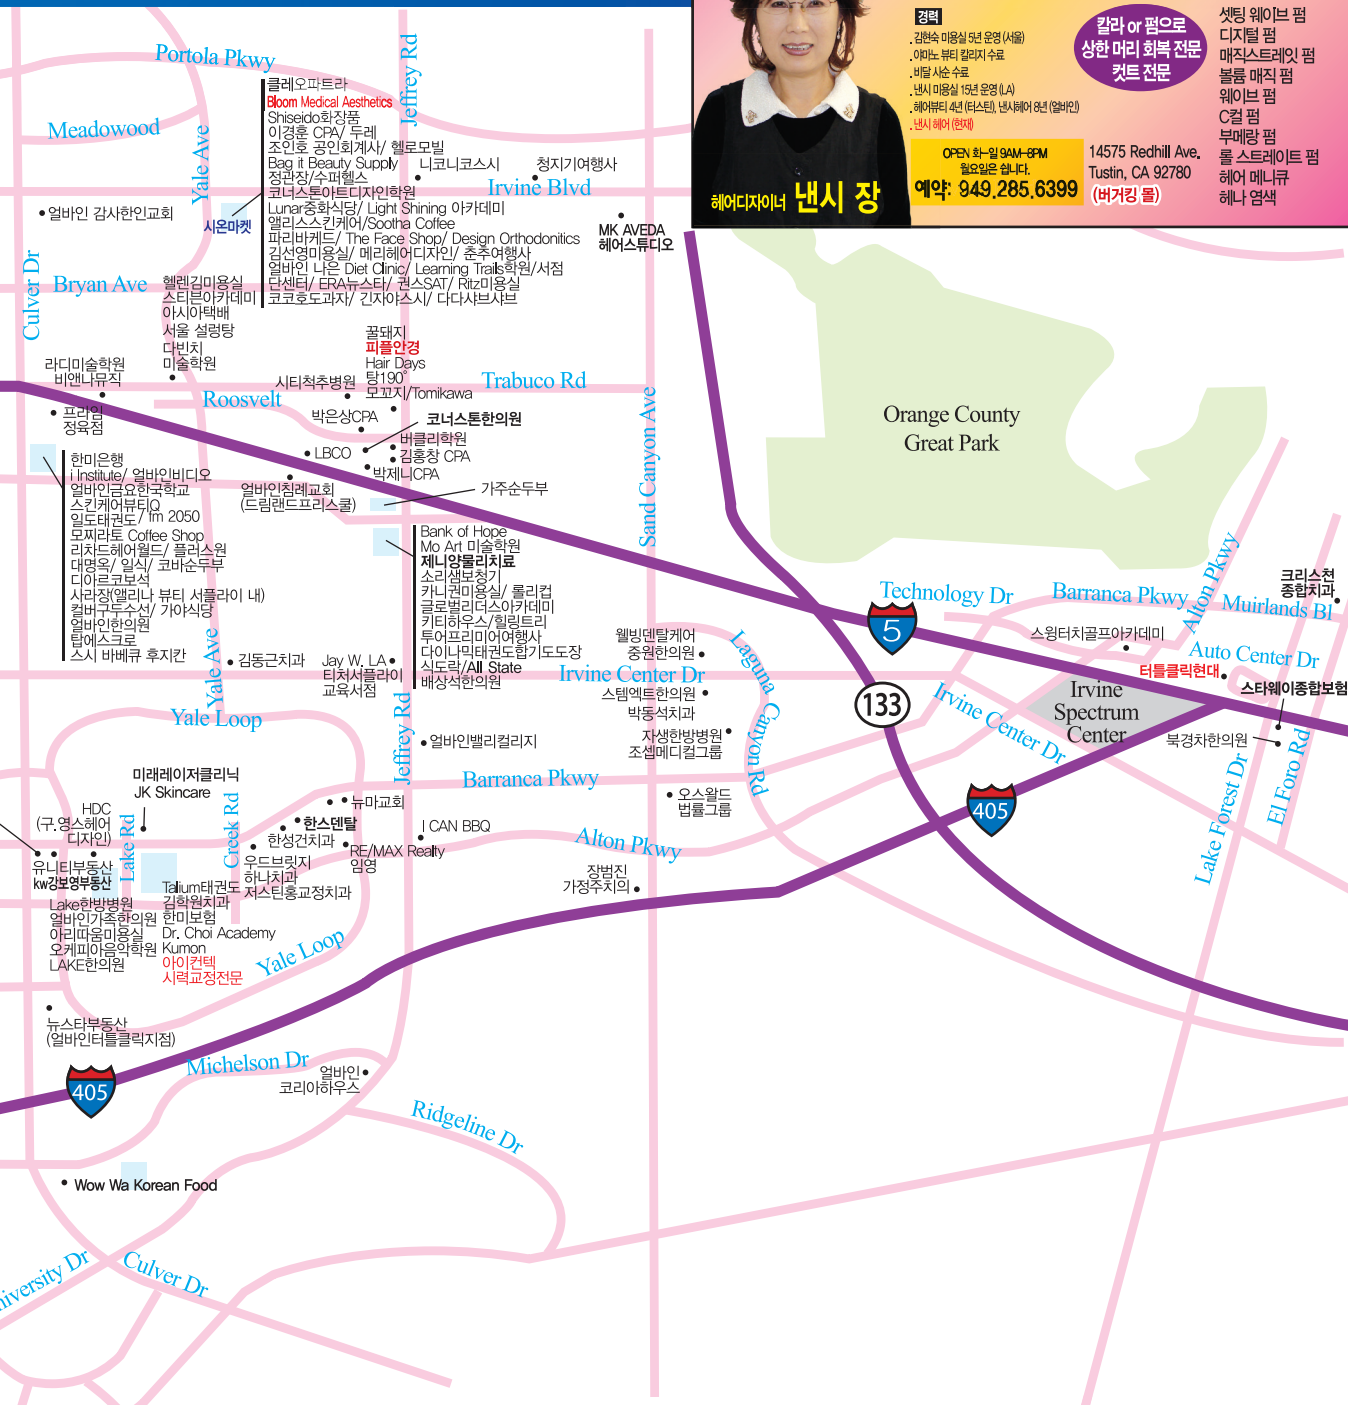 경력
김현숙 미용실 5년 운영 (서울)
야마노 뷰티 칼리지 수료
비달 사순 수료
낸시 미용실 15년 운영 (LA)
헤어뷰티 4년 (터스틴), 낸시헤어 8년 (얼바인)
낸시 헤어 (현재)
칼라 or 펌으로
상한 머리 회복 전문
컷트 전문
셋팅 웨이브 펌
디지털 펌
매직스트레잇 펌
볼륨 매직 펌
웨이브 펌
C컬 펌
부메랑 펌
롤 스트레이트 펌
헤어 메니큐
헤나 염색
OPEN 화-일 9AM-8PM
월요일은 쉽니다.
예약: 949.285.6399
14575 Redhill Ave.
Tustin, CA 92780
(버거킹 몰)
헤어디자이너 낸시 장
Portola Pkwy
Jeffrey Rd
Meadowood
Yale Ave
클레오파트라
Bloom Medical Aesthetics
Shiseido화장품
이경훈 CPA/ 두레
조인호 공인회계사/ 헬로모빌
Bag it Beauty Supply
정관장/수퍼헬스
코너스톤아트디자인학원
Lunar중화식당/ Light Shining 아카데미
앨리스스킨케어/Sootha Coffee
파리바케드/ The Face Shop/ Design Orthodonitics
김선영미용실/ 메리헤어디자인/ 춘추여행사
얼바인 나은 Diet Clinic/ Learning Trails학원/서점
단센터/ ERA뉴스타/ 권스SAT/ Ritz미용실
코코호도과자/ 긴자야스시/ 다다샤브샤브
니코니코스시
청지기여행사
Irvine Blvd
얼바인 감사한인교회
시온마켓
MK AVEDA
헤어스튜디오
Culver Dr
Bryan Ave
헬렌김미용실
스티븐아카데미
아시아택배
서울 설렁탕
다빈치
미술학원
꿀돼지
피플안경
Hair Days
탕190°
모꼬지/Tomikawa
라디미술학원
비앤나뮤직
시티척추병원
Trabuco Rd
Roosvelt
프라임
정육점
박은상CPA
코너스톤한의원
버클리학원
김홍창 CPA
LBCO
박제니CPA
Sand Canyon Ave
Orange County
Great Park
한미은행
i Institute/ 얼바인비디오
얼바인금요한국학교
스킨케어뷰티Q
일도태권도/ fm 2050
모찌라토 Coffee Shop
리차드헤어월드/ 플러스원
대명옥/ 일식/ 코바순두부
디아르코보석
사라장(앨리나 뷰티 서플라이 내)
컬버구두수선/ 가야식당
얼바인한의원
탑에스크로
스시 바베큐 후지칸
얼바인침례교회
(드림랜드프리스쿨)
가주순두부
Bank of Hope
Mo Art 미술학원
제니양물리치료
소리샘보청기
카니권미용실/ 롤리컵
글로벌리더스아카데미
키티하우스/힐링트리
투어프리미어여행사
다이나믹태권도합기도도장
식도락/All State
배상석한의원
Technology Dr
5
Barranca Pkwy
Alton Pkwy
Muirlands Bl
크리스천
종합치과
스윙터치골프아카데미
Auto Center Dr
터틀클릭현대
스타웨이종합보험
Irvine
Spectrum
Center
북경차한의원
웰빙덴탈케어
중원한의원
Laguna Canyon Rd
Irvine Center Dr
스템엑트한의원
박동석치과
자생한방병원
조셉메디컬그룹
133
Irvine Center Dr
김동근치과
Yale Ave
Jay W. LA
티처서플라이
교육서점
Jeffrey Rd
Yale Loop
얼바인밸리컬리지
Barranca Pkwy
405
Lake Forest Dr
El Foro Rd
미래레이저클리닉
JK Skincare
HDC
(구.영스헤어
디자인)
Lake Rd
Creek Rd
뉴마교회
한스덴탈
한성건치과
I CAN BBQ
RE/MAX Realty
임영
오스왈드
법률그룹
Alton Pkwy
유니티부동산
kw강보영부동산
우드브릿지
하나치과
저스틴홍교정치과
장범진
가정주치의
Lake한방병원
얼바인가족한의원
아리따움미용실
오케피아음악학원
LAKE한의원
Talium태권도
김학원치과
한미보험
Dr. Choi Academy
Kumon
아이컨텍
시력교정전문
Yale Loop
뉴스타부동산
(얼바인터틀클릭지점)
405
Michelson Dr
얼바인
코리아하우스
Ridgeline Dr
Wow Wa Korean Food
niversity Dr
Culver Dr